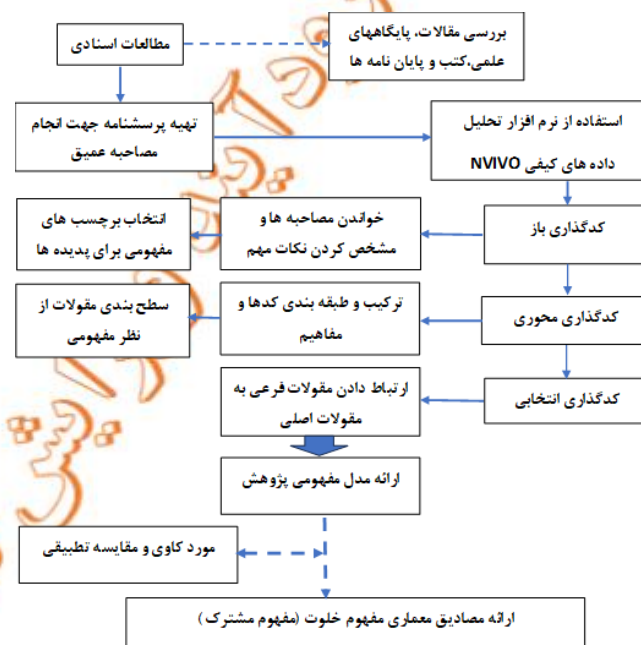 مطالعات اسنادی
بررسی مقالات، پایگاههای
علمی،کتب و پایان نامه ها
تهیه پرسشنامه جهت انجام
مصاحبه عمیق
استفاده از نرم افزار تحلیل
داده های کیفی NVIVO
کدگذاری باز
خواندن مصاحبه ها و
مشخص کردن نکات مهم
انتخاب برچسب های
مفهومی برای پدیده ها
کدگذاری محوری
ترکیب و طبقه بندی کدها و
مفاهیم
سطح بندی مقولات از
نظر مفهومی
کدگذاری انتخابی
ارتباط دادن مقولات فرعی به
مقولات اصلی
ارائه مدل مفهومی پژوهش
مورد کاوی و مقایسه تطبیقی
ارائه مصادیق معماری مفهوم خلوت (مفهوم مشترک )